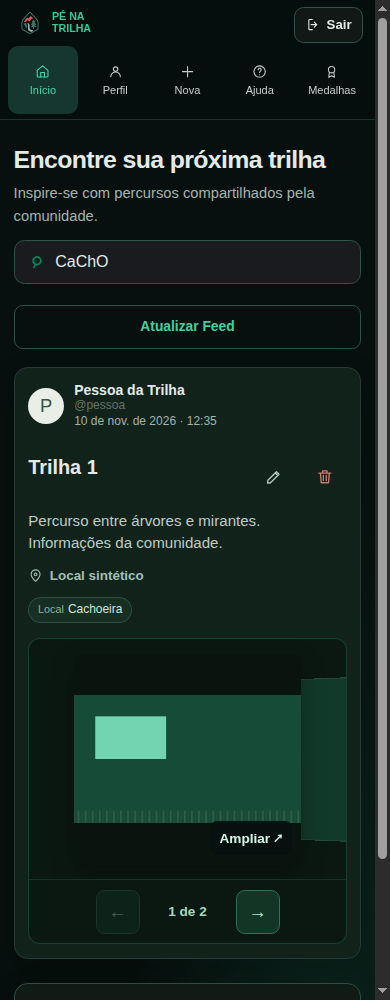 PÉ NA
TRILHA
Sair
Início
Perfil
Nova
Ajuda
Medalhas
Encontre sua próxima trilha
Inspire-se com percursos compartilhados pela
comunidade.
CaChO
Atualizar Feed
P
Pessoa da Trilha
@pessoa
10 de nov. de 2026 · 12:35
Trilha 1
Percurso entre árvores e mirantes.
Informações da comunidade.
Local sintético
Local Cachoeira
Ampliar ↗
← 1 de 2 →